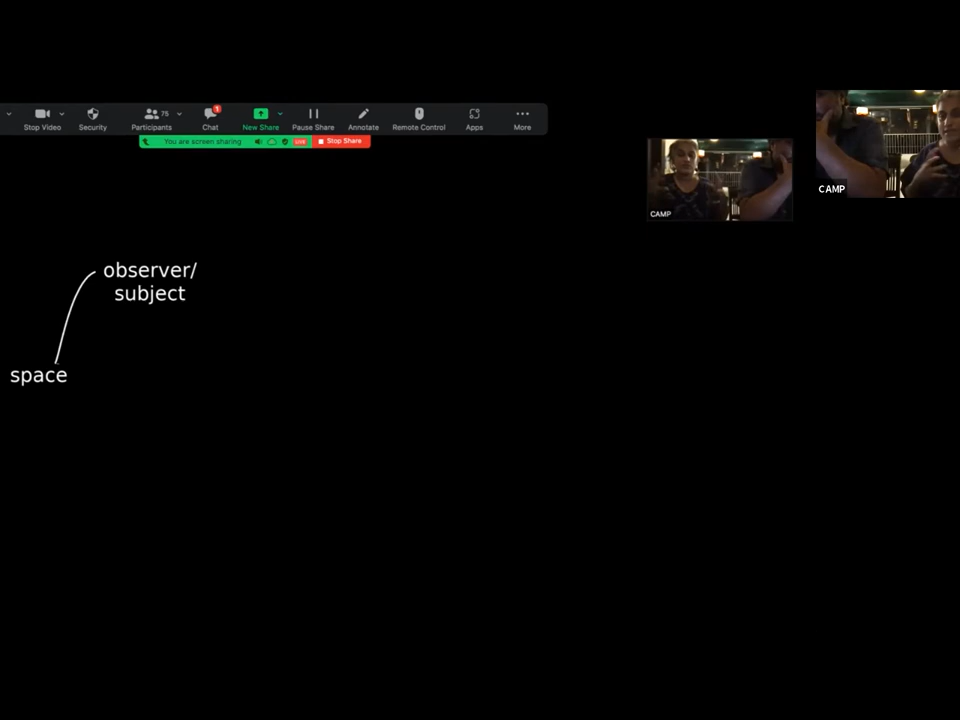 75
1
Stop Video
Security
Participants
Chat
New Share
Pause Share
Annotate
Remote Control
Apps
More
You are screen sharing
LIVE
Stop Share
CAMP
CAMP
observer/
subject
space